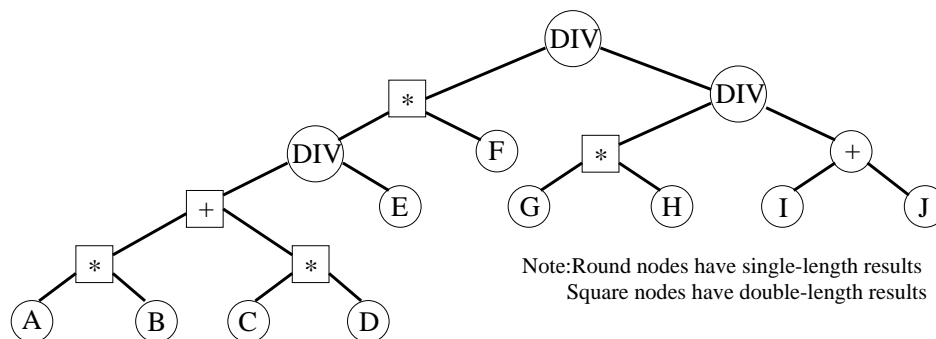 DIV
* DIV
DIV F * +
+ E G H I J
* *
Note:Round nodes have single-length results
A B C D
Square nodes have double-length results